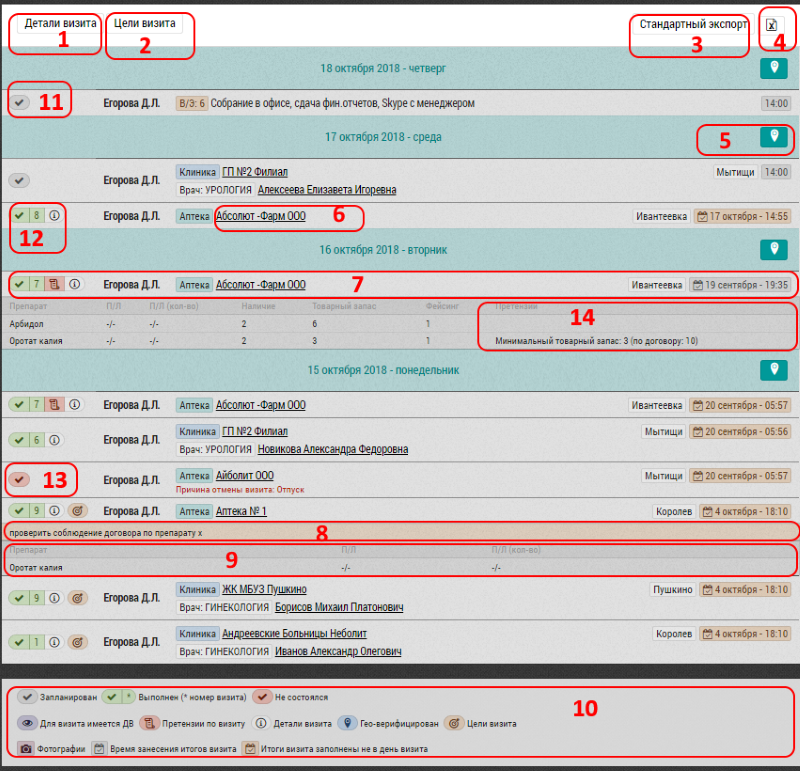 Детали визита Цели визита Стандартный экспорт
1 2 3 4
18 октября 2018 - четверг
11 Егорова Д.Л. В/Э: 6 Собрание в офисе, сдача фин.отчетов, Skype с менеджером 14:00
17 октября 2018 - среда 5
Клиника ГП №2 Филиал Мытищи 14:00
Егорова Д.Л.
Врач: УРОЛОГИЯ Алексеева Елизавета Игоревна
8 Егорова Д.Л. Аптека Абсолют -Фарм ООО 6 Ивантеевка 17 октября - 14:55
12
16 октября 2018 - вторник
7 Егорова Д.Л. Аптека Абсолют -Фарм ООО 7 Ивантеевка 19 сентября - 19:35
Препарат П/Л П/Л (кол-во) Наличие Товарный запас Фейсинг Претензии
Арбидол -/- -/- 2 6 1 14
Оротат калия -/- -/- 2 3 1 Минимальный товарный запас: 3 (по договору: 10)
15 октября 2018 - понедельник
7 Егорова Д.Л. Аптека Абсолют -Фарм ООО Ивантеевка 20 сентября - 05:57
Клиника ГП №2 Филиал Мытищи 20 сентября - 05:56
6 Егорова Д.Л.
Врач: УРОЛОГИЯ Новикова Александра Федоровна
13 Егорова Д.Л. Аптека Айболит ООО Мытищи 20 сентября - 05:57
Причина отмены визита: Отпуск
9 Егорова Д.Л. Аптека Аптека № 1 Королев 4 октября - 18:10
проверить соблюдение договора по препарату х 8
Препарат П/Л П/Л (кол-во)
9
Оротат калия -/- -/-
Клиника ЖК МБУЗ Пушкино Пушкино 4 октября - 18:10
9 Егорова Д.Л.
Врач: ГИНЕКОЛОГИЯ Борисов Михаил Платонович
Клиника Андреевские Больницы Неболит Королев 4 октября - 18:10
1 Егорова Д.Л.
Врач: ГИНЕКОЛОГИЯ Иванов Александр Олегович
Запланирован * Выполнен (* номер визита) Не состоялся
10
Для визита имеется ДВ Претензии по визиту Детали визита Гео-верифицирован Цели визита
Фотографии Время занесения итогов визита Итоги визита заполнены не в день визита